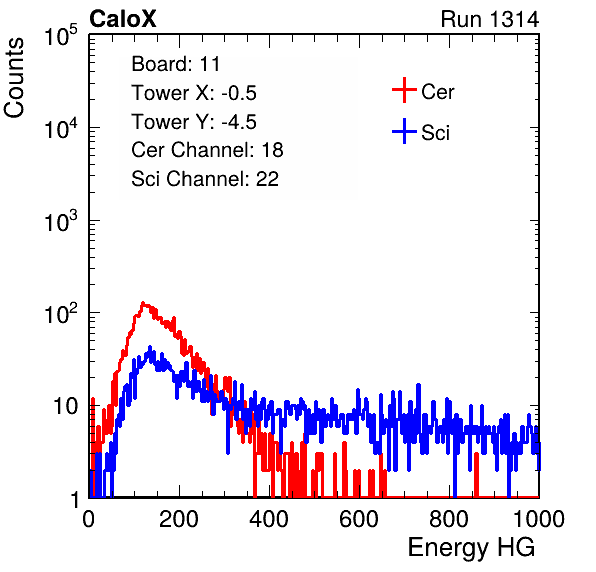 CaloX Run 1314
Counts
10^5
10^4
10^3
10^2
10
1
Board: 11
Tower X: -0.5
Tower Y: -4.5
Cer Channel: 18
Sci Channel: 22
Cer
Sci
0 200 400 600 800 1000
Energy HG